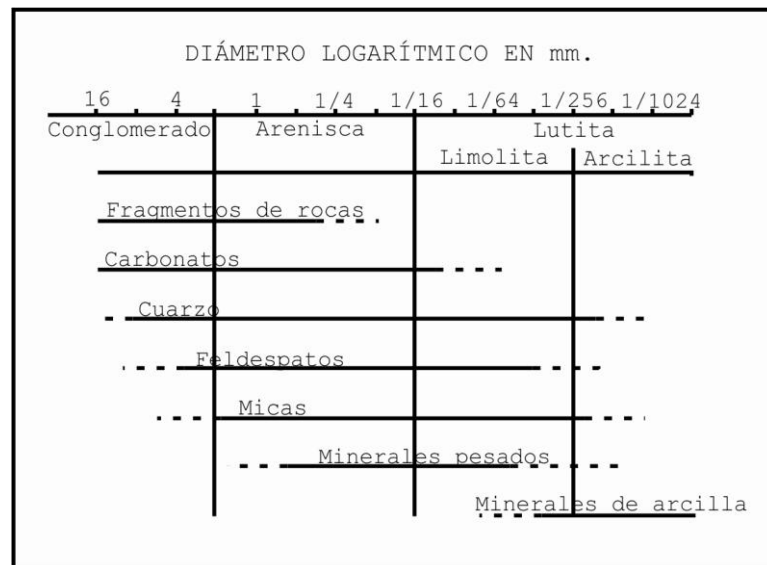 DIÁMETRO LOGARÍTMICO EN mm.
16 4 1 1/4 1/16 1/64 1/256 1/1024
Conglomerado Arenisca Lutita
Limolita Arcilita
Fragmentos de rocas
Carbonatos
Cuarzo
Feldespatos
Micas
Minerales pesados
Minerales de arcilla